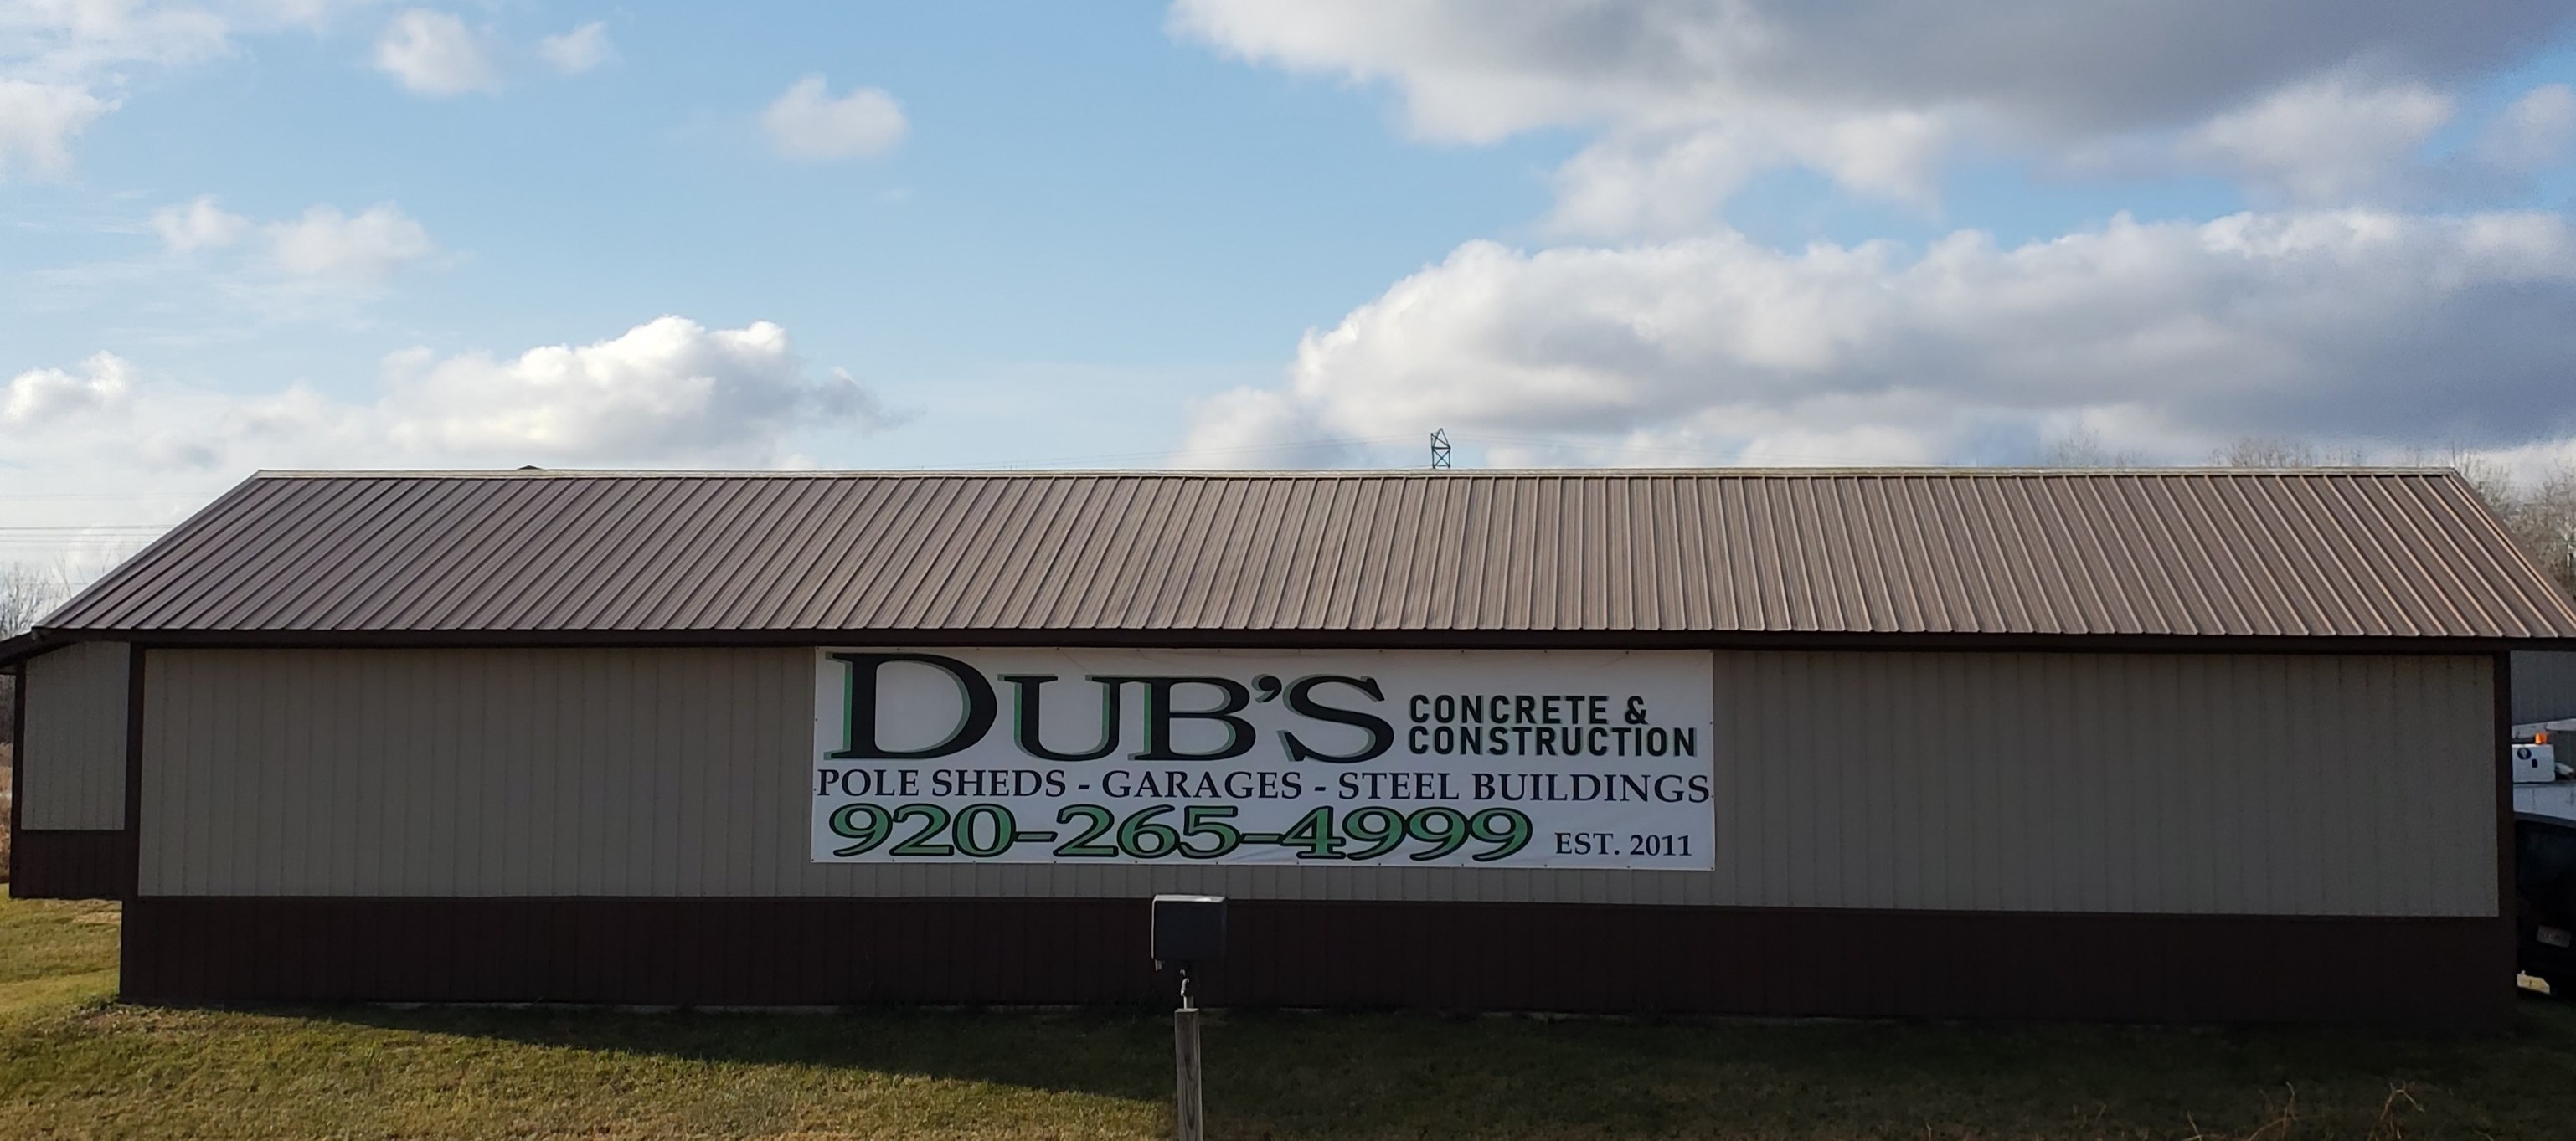 DUB'S CONCRETE &
CONSTRUCTION
POLE SHEDS - GARAGES - STEEL BUILDINGS
920-265-4999 EST. 2011